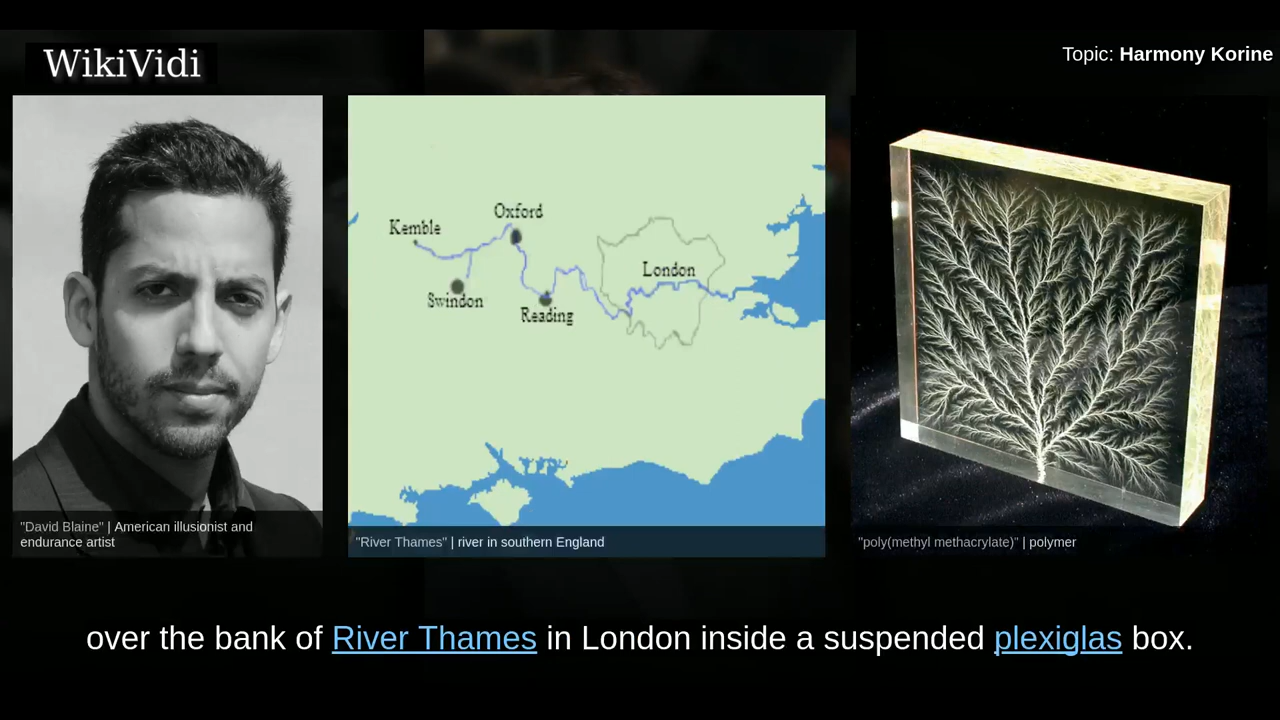 WikiVidi
Topic: Harmony Korine
Kemble
Oxford
London
Swindon
Reading
"David Blaine" | American illusionist and
endurance artist
"River Thames" | river in southern England
"poly(methyl methacrylate)" | polymer
over the bank of River Thames in London inside a suspended plexiglas box.